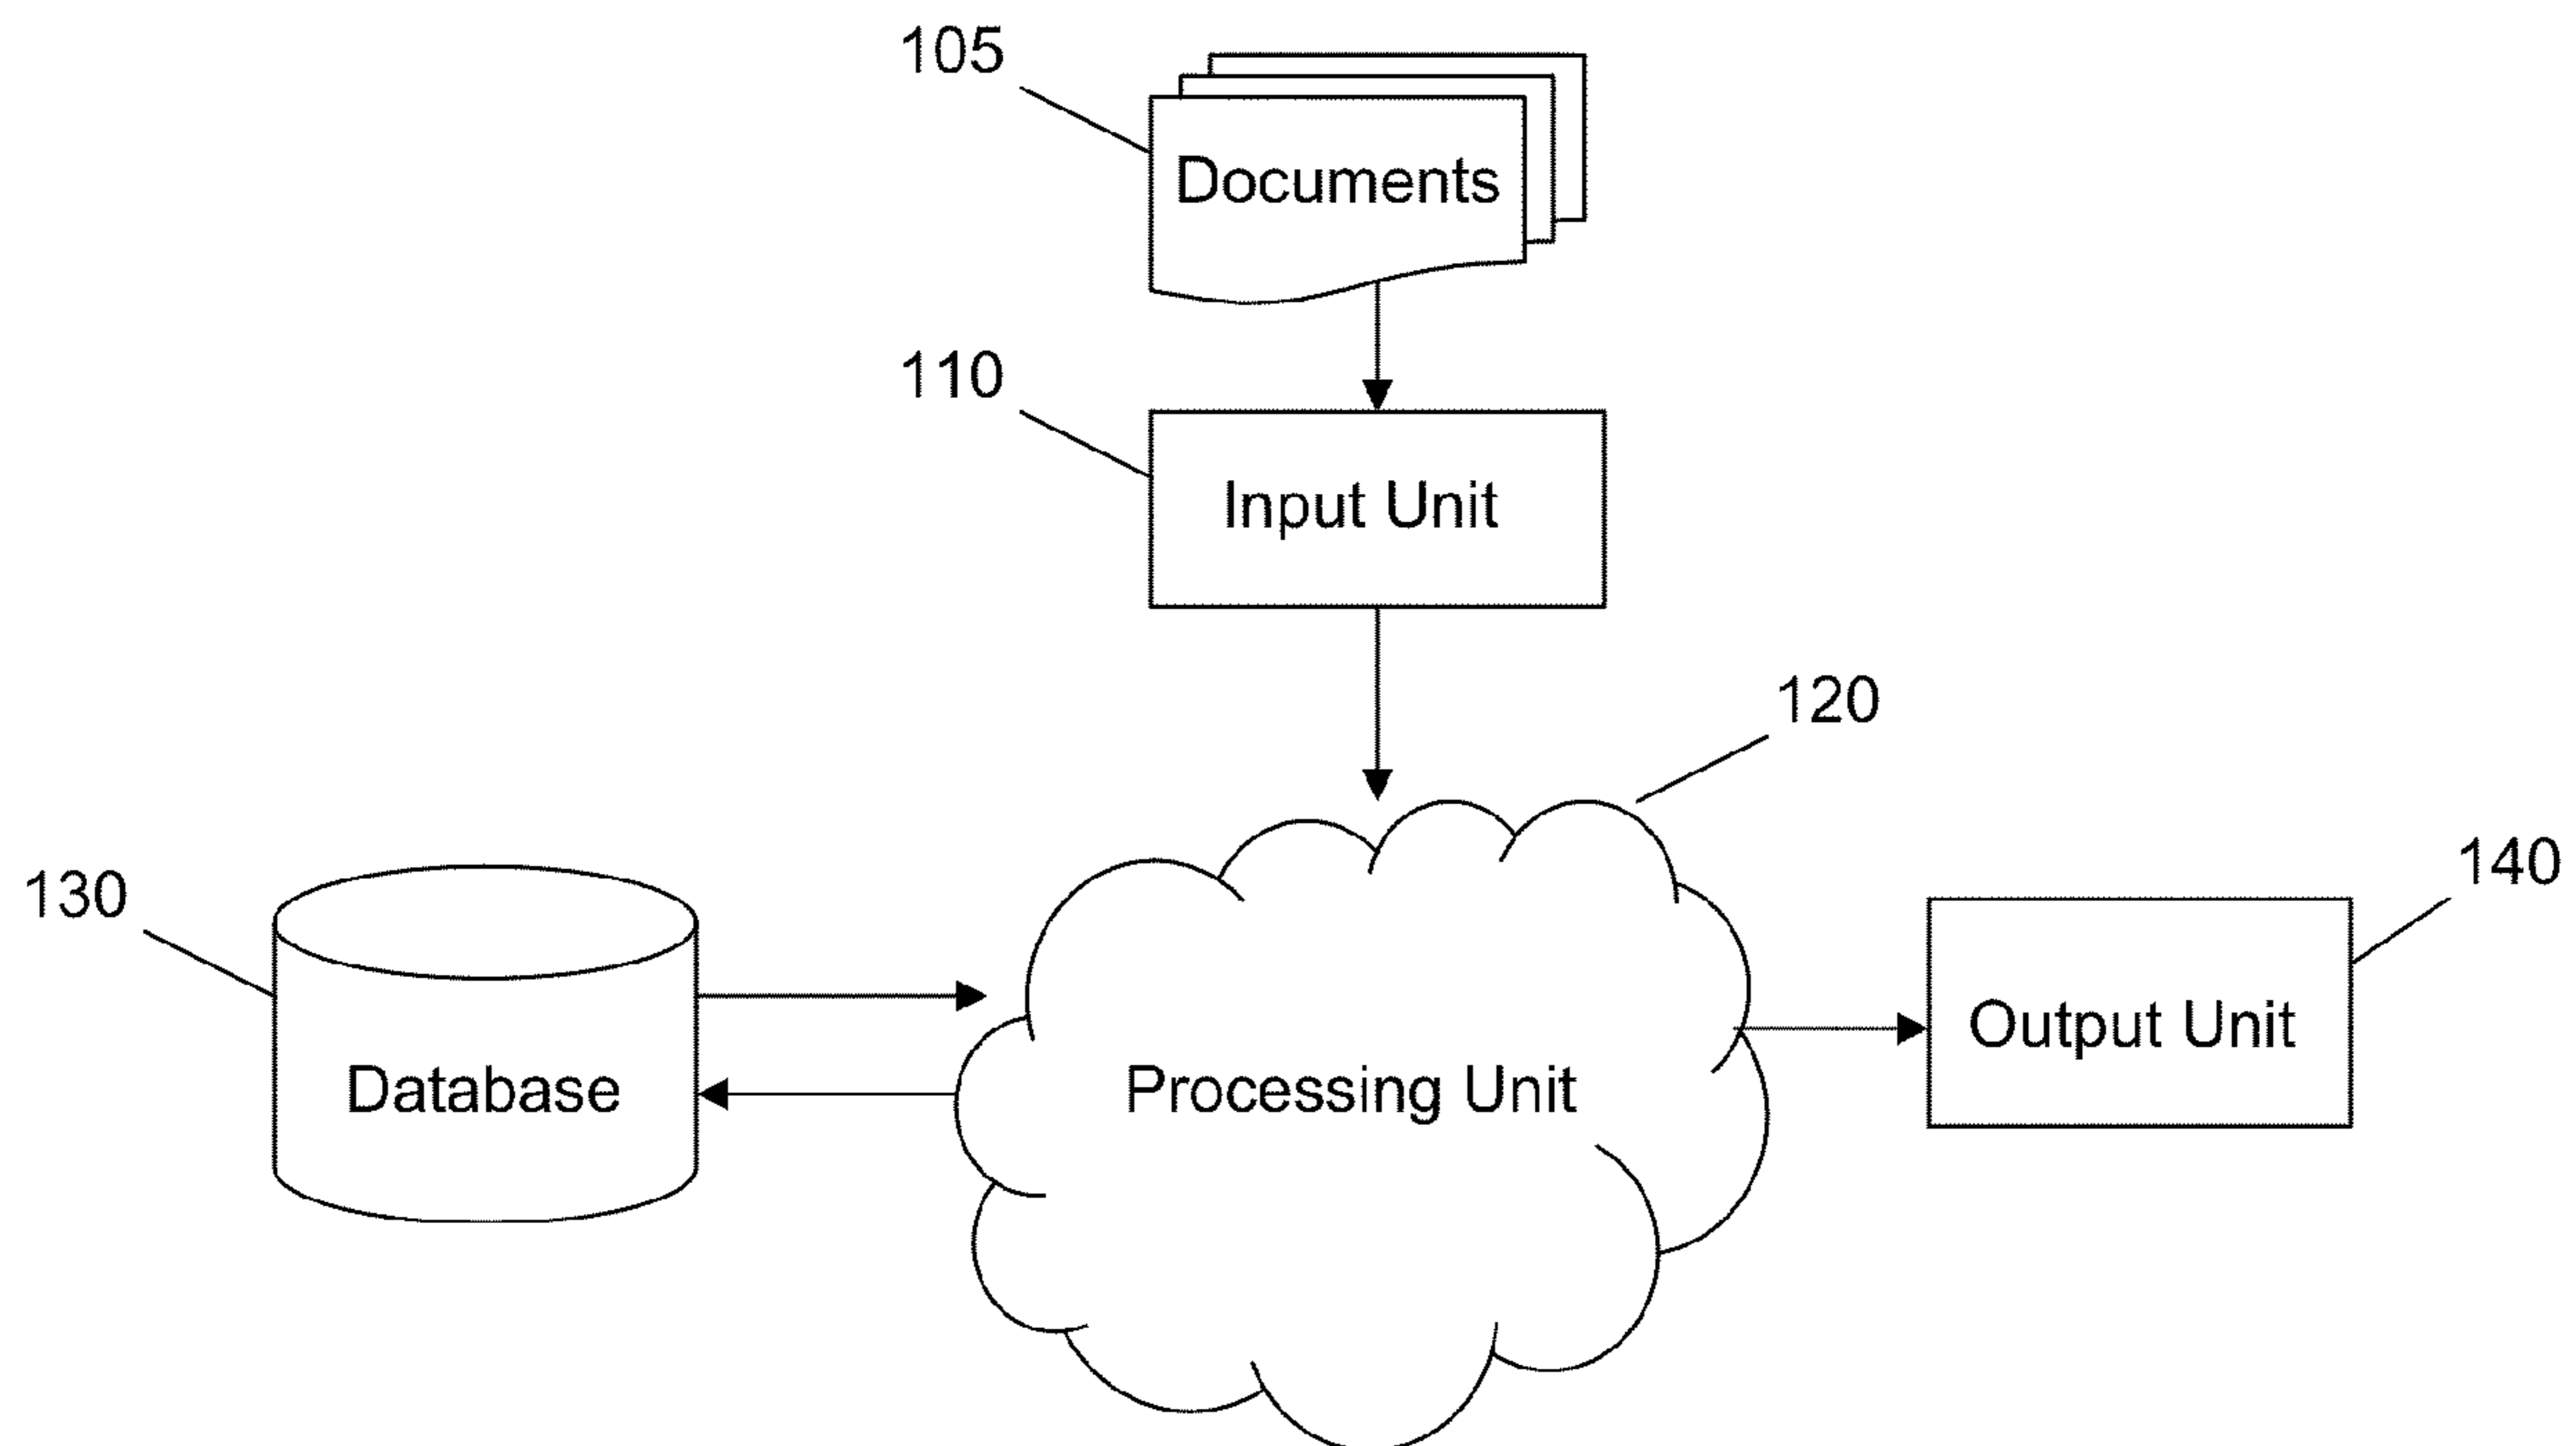 105
Documents
110
Input Unit
120
130
140
Output Unit
Database
Processing Unit